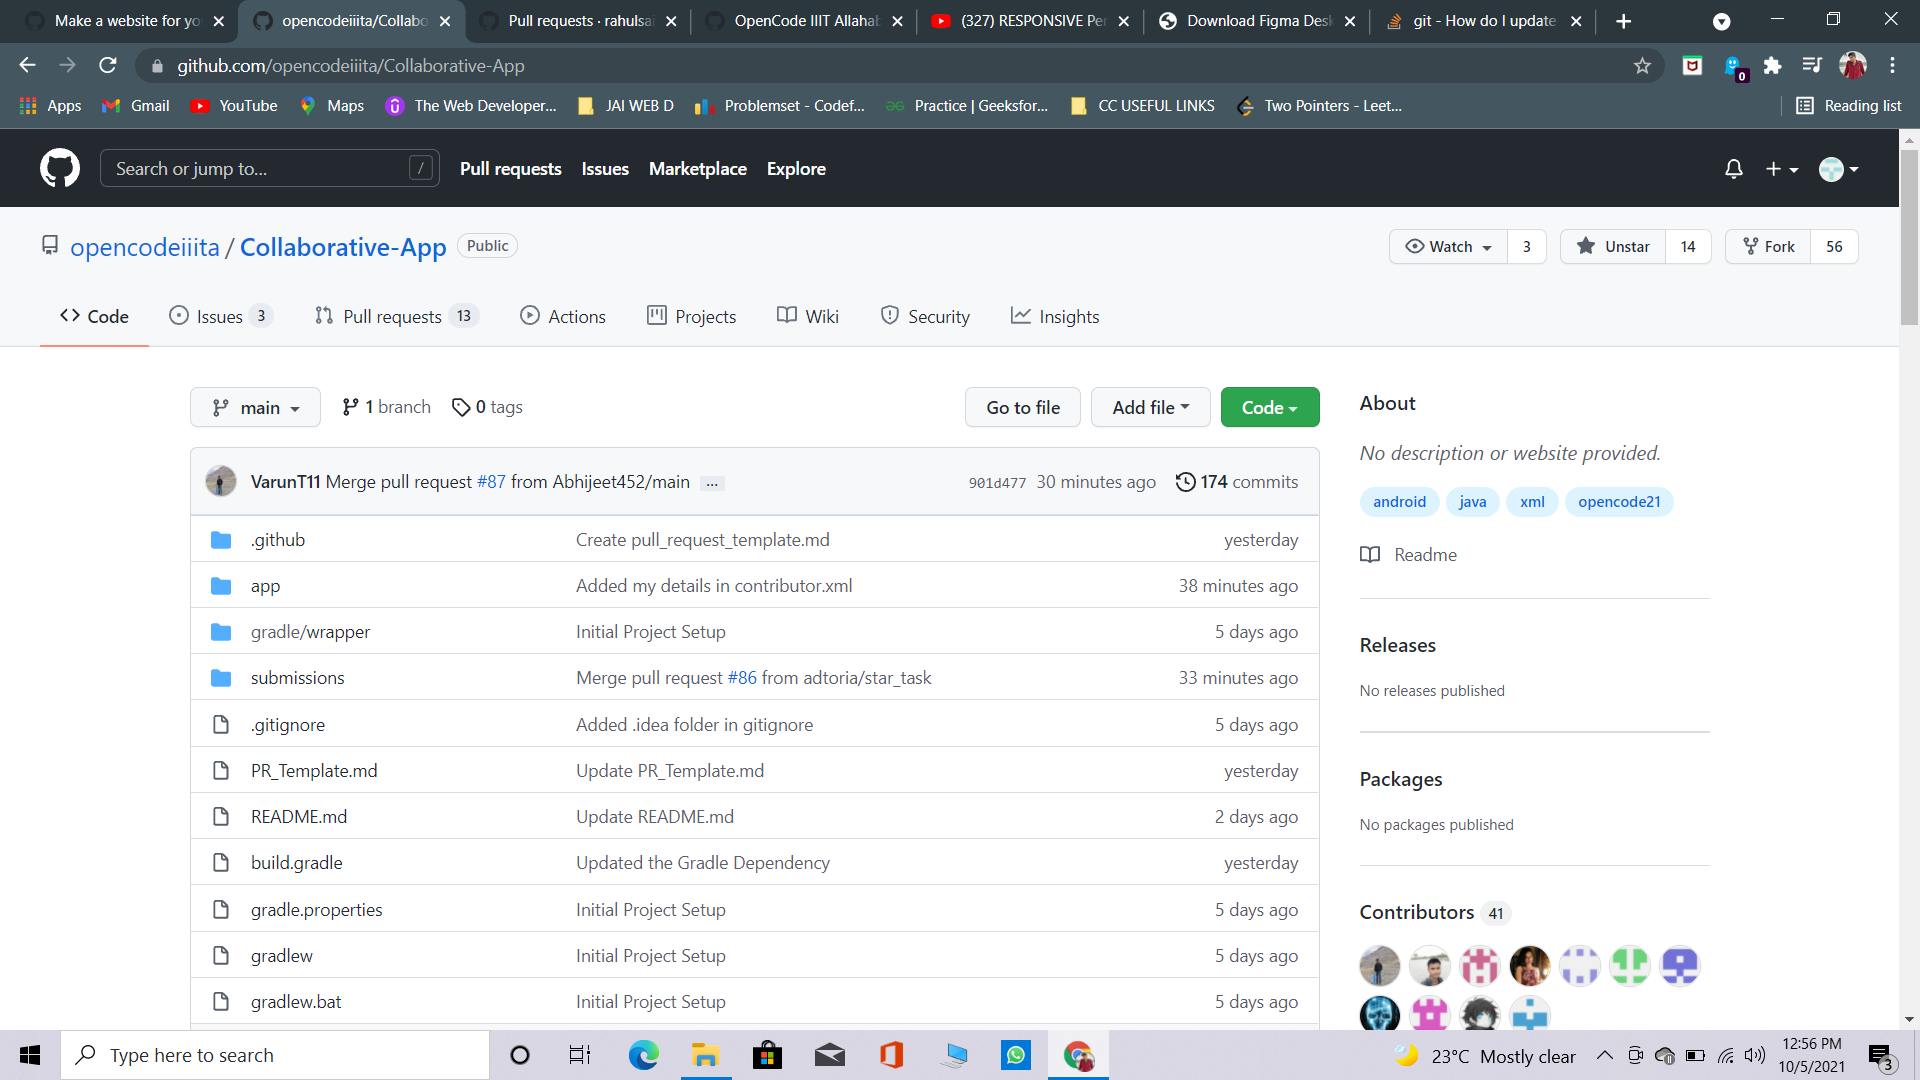 Make a website for yo
opencodeiiita/Collabo
Pull requests · rahulsai
OpenCode IIIT Allahab
(327) RESPONSIVE Per
Download Figma Desk
git - How do I update
github.com/opencodeiiita/Collaborative-App
0
Apps Gmail YouTube Maps The Web Developer... JAI WEB D Problemset - Codef... Practice | Geeksfor... CC USEFUL LINKS Two Pointers - Leet... Reading list
Search or jump to... / Pull requests Issues Marketplace Explore
opencodeiiita / Collaborative-App Public
Watch 3 Unstar 14 Fork 56
Code Issues 3 Pull requests 13 Actions Projects Wiki Security Insights
main 1 branch 0 tags Go to file Add file Code
VarunT11 Merge pull request #87 from Abhijeet452/main ... 901d477 30 minutes ago 174 commits
.github Create pull_request_template.md yesterday
app Added my details in contributor.xml 38 minutes ago
gradle/wrapper Initial Project Setup 5 days ago
submissions Merge pull request #86 from adtoria/star_task 33 minutes ago
.gitignore Added .idea folder in gitignore 5 days ago
PR_Template.md Update PR_Template.md yesterday
README.md Update README.md 2 days ago
build.gradle Updated the Gradle Dependency yesterday
gradle.properties Initial Project Setup 5 days ago
gradlew Initial Project Setup 5 days ago
gradlew.bat Initial Project Setup 5 days ago
About
No description or website provided.
android java xml opencode21
Readme
Releases
No releases published
Packages
No packages published
Contributors 41
Type here to search
23°C Mostly clear
12:56 PM
10/5/2021
3